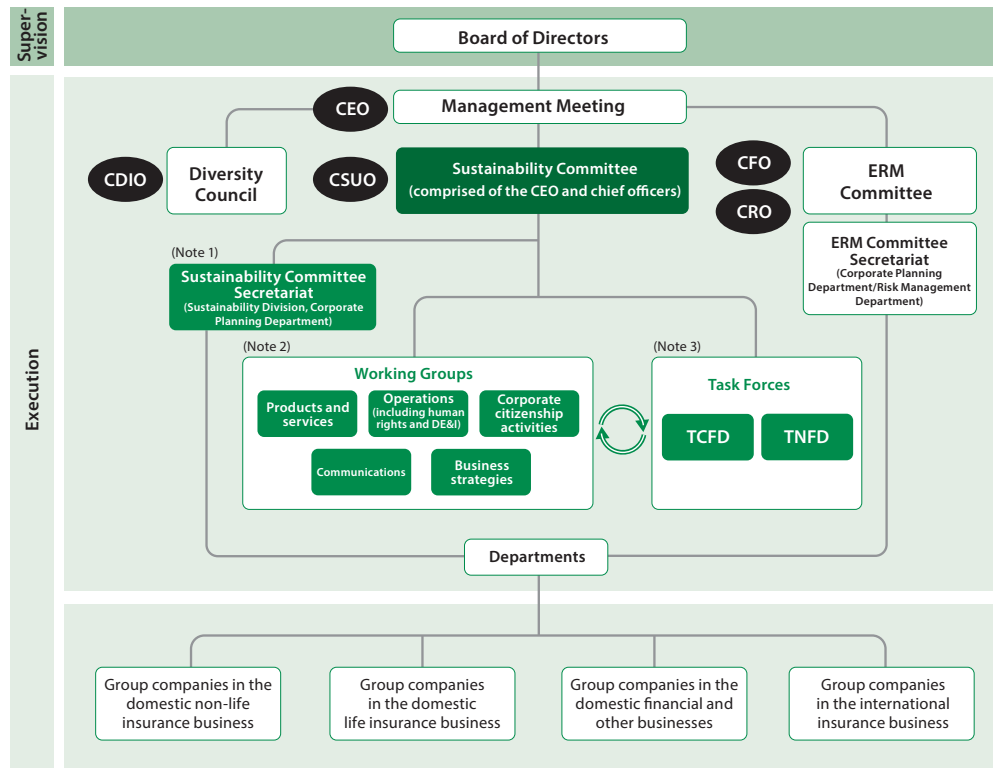 Super-
vision
Board of Directors
Execution
CEO
Management Meeting
CDIO
Diversity
Council
CSUO
Sustainability Committee
(comprised of the CEO and chief officers)
CFO
CRO
ERM
Committee
(Note 1)
Sustainability Committee
Secretariat
(Sustainability Division, Corporate
Planning Department)
ERM Committee
Secretariat
(Corporate Planning
Department/Risk Management
Department)
(Note 2)
Working Groups
Products and
services
Operations
(including human
rights and DE&I)
Corporate
citizenship
activities
Communications
Business
strategies
(Note 3)
Task Forces
TCFD
TNFD
Departments
Group companies in the
domestic non-life
insurance business
Group companies
in the domestic
life insurance business
Group companies in the
domestic financial and
other businesses
Group companies
in the international
insurance business